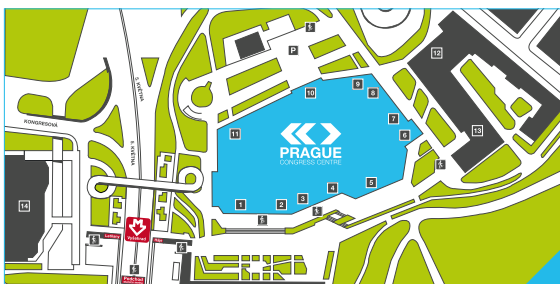 5. KVĚTNA
P
12
9
8
10
7
KONGRESOVÁ
11
6
13
PRAGUE
CONGRESS CENTRE
5. KVĚTNA
4
5
3
1
2
14
Vyšehrad
Podchod